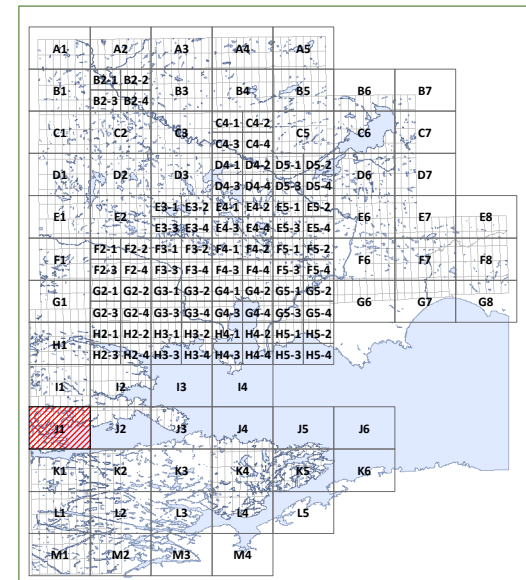 A1 A2 A3 A4 A5
B2-1 B2-2
B1 B3 B4 B5 B6 B7
B2-3 B2-4
C4-1 C4-2
C1 C2 C3 C5 C6 C7
C4-3 C4-4
D4-1 D4-2 D5-1 D5-2
D1 D2 D3 D6 D7
D4-3 D4-4 D5-3 D5-4
E3-1 E3-2 E4-1 E4-2 E5-1 E5-2
E1 E2 E6 E7 E8
E3-3 E3-4 E4-3 E4-4 E5-3 E5-4
F2-1 F2-2 F3-1 F3-2 F4-1 F4-2 F5-1 F5-2
F1 F6 F7 F8
F2-3 F2-4 F3-3 F3-4 F4-3 F4-4 F5-3 F5-4
G2-1 G2-2 G3-1 G3-2 G4-1 G4-2 G5-1 G5-2
G1 G6 G7 G8
G2-3 G2-4 G3-3 G3-4 G4-3 G4-4 G5-3 G5-4
H2-1 H2-2 H3-1 H3-2 H4-1 H4-2 H5-1 H5-2
H1
H2-3 H2-4 H3-3 H3-4 H4-3 H4-4 H5-3 H5-4
I1 I2 I3 I4
J1 J2 J3 J4 J5 J6
K1 K2 K3 K4 K5 K6
L1 L2 L3 L4 L5
M1 M2 M3 M4